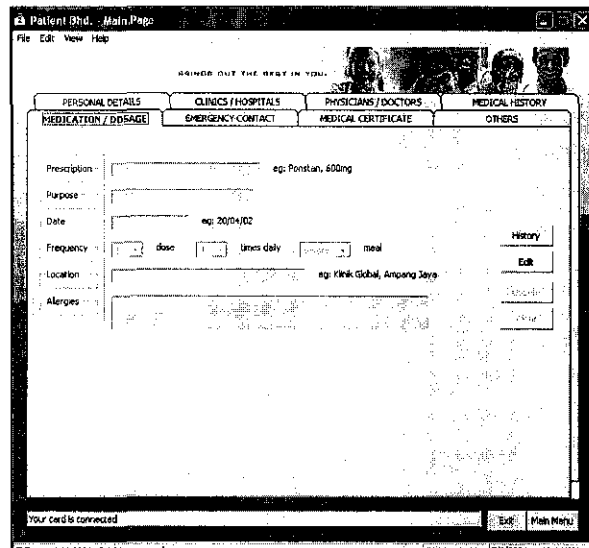 Patient Bhd. - Main Page
File Edit View Help
BRINGS OUT THE BEST IN YOU.
PERSONAL DETAILS CLINICS / HOSPITALS PHYSICIANS / DOCTORS MEDICAL HISTORY
MEDICATION / DOSAGE EMERGENCY CONTACT MEDICAL CERTIFICATE OTHERS
Prescription eg: Ponstan, 600mg
Purpose
Date eg: 20/04/02
Frequency dose times daily meal
Location eg: Klinik Global, Ampang Jaya
Alergies
History
Edit
Your card is connected Exit Main Menu